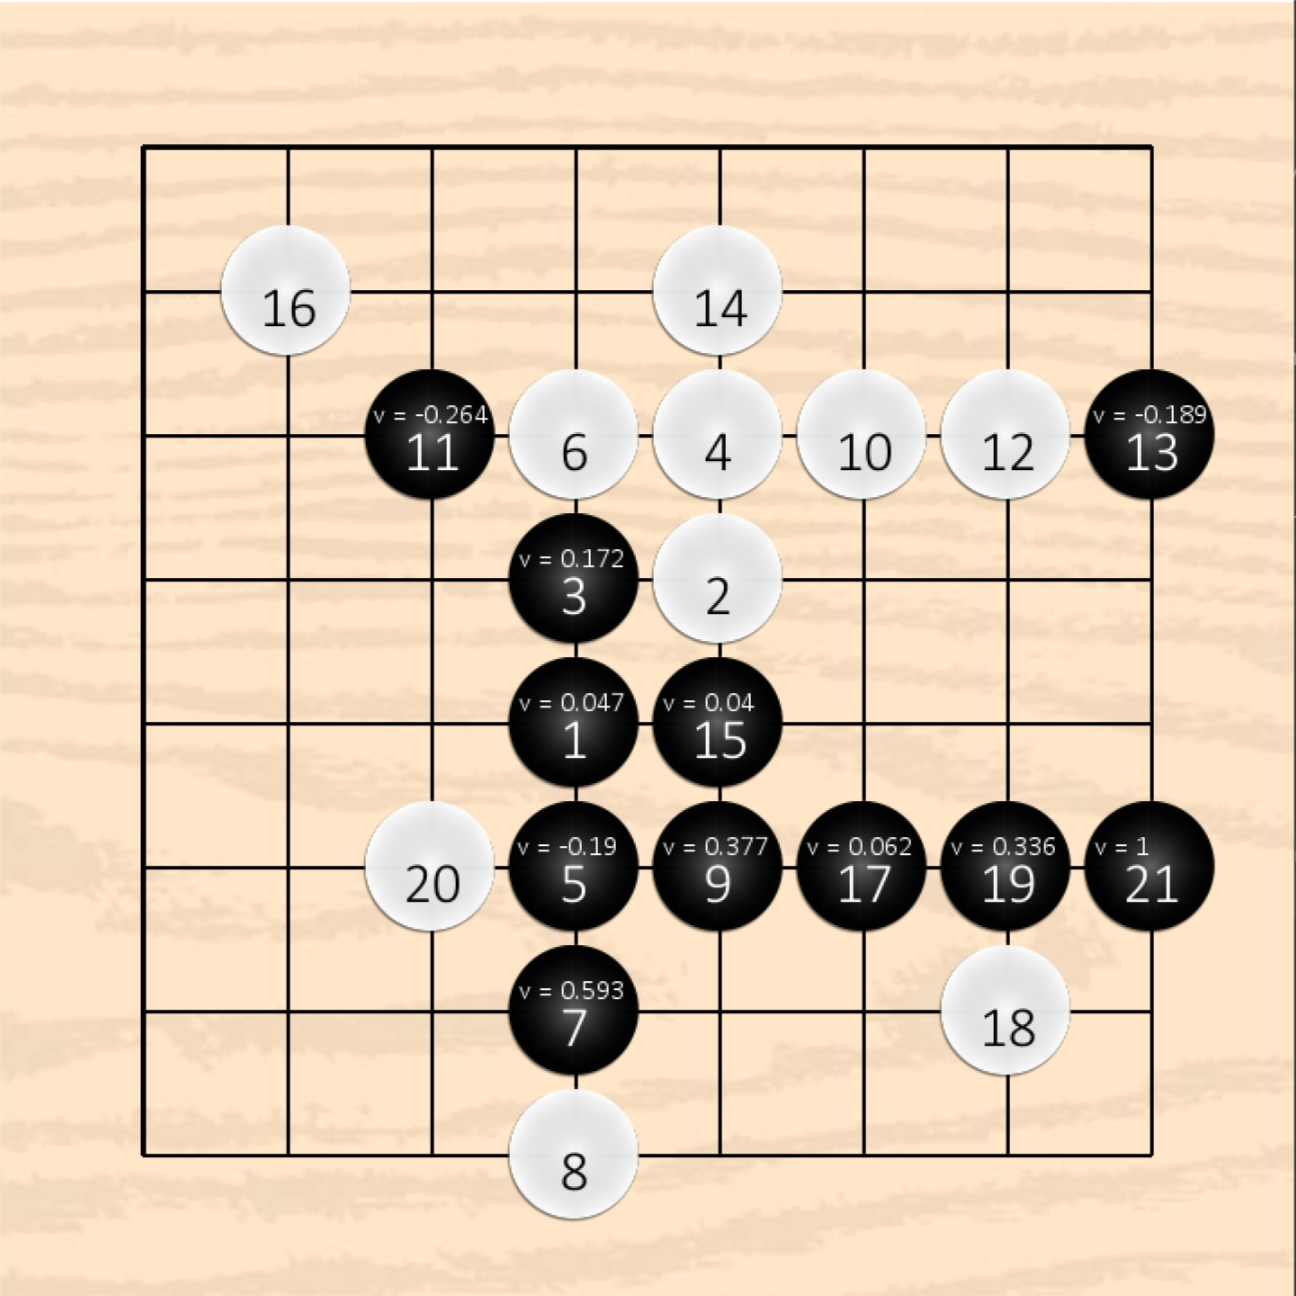 16
14
v = -0.264
11
6
4
10
12
v = -0.189
13
v = 0.172
3
2
v = 0.047
1
v = 0.04
15
20
v = -0.19
5
v = 0.377
9
v = 0.062
17
v = 0.336
19
v = 1
21
v = 0.593
7
18
8